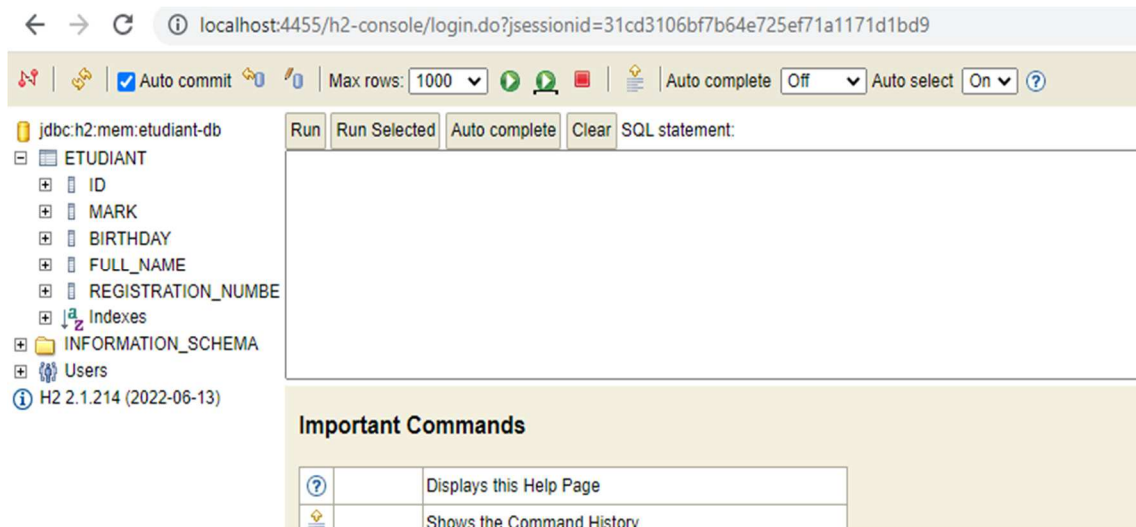 localhost:4455/h2-console/login.do?jsessionid=31cd3106bf7b64e725ef71a1171d1bd9
Auto commit Max rows: 1000 Auto complete Off Auto select On
jdbc:h2:mem:etudiant-db
ETUDIANT
ID
MARK
BIRTHDAY
FULL_NAME
REGISTRATION_NUMBE
Indexes
INFORMATION_SCHEMA
Users
H2 2.1.214 (2022-06-13)
Run Run Selected Auto complete Clear SQL statement:
Important Commands
Displays this Help Page
Shows the Command History